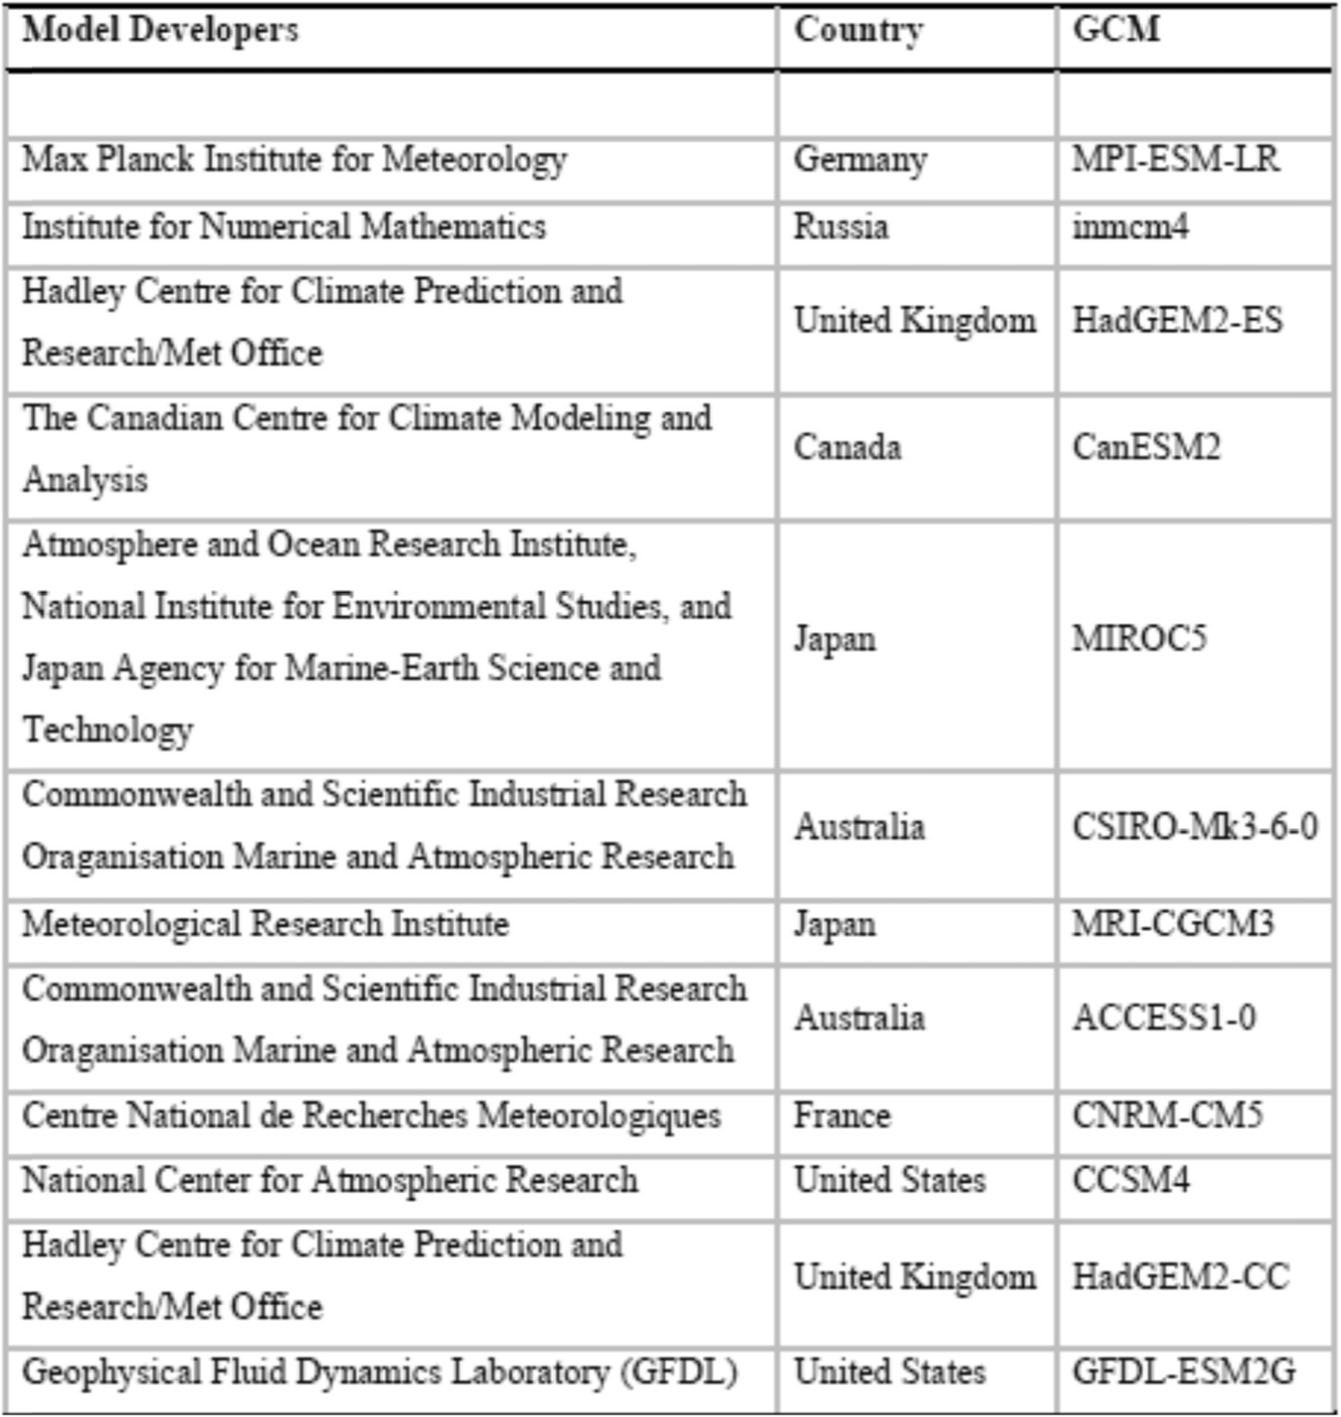 Model Developers Country GCM
Max Planck Institute for Meteorology Germany MPI-ESM-LR
Institute for Numerical Mathematics Russia inmcm4
Hadley Centre for Climate Prediction and
Research/Met Office United Kingdom HadGEM2-ES
The Canadian Centre for Climate Modeling and
Analysis Canada CanESM2
Atmosphere and Ocean Research Institute,
National Institute for Environmental Studies, and
Japan Agency for Marine-Earth Science and
Technology Japan MIROC5
Commonwealth and Scientific Industrial Research
Oraganisation Marine and Atmospheric Research Australia CSIRO-Mk3-6-0
Meteorological Research Institute Japan MRI-CGCM3
Commonwealth and Scientific Industrial Research
Oraganisation Marine and Atmospheric Research Australia ACCESS1-0
Centre National de Recherches Meteorologiques France CNRM-CM5
National Center for Atmospheric Research United States CCSM4
Hadley Centre for Climate Prediction and
Research/Met Office United Kingdom HadGEM2-CC
Geophysical Fluid Dynamics Laboratory (GFDL) United States GFDL-ESM2G